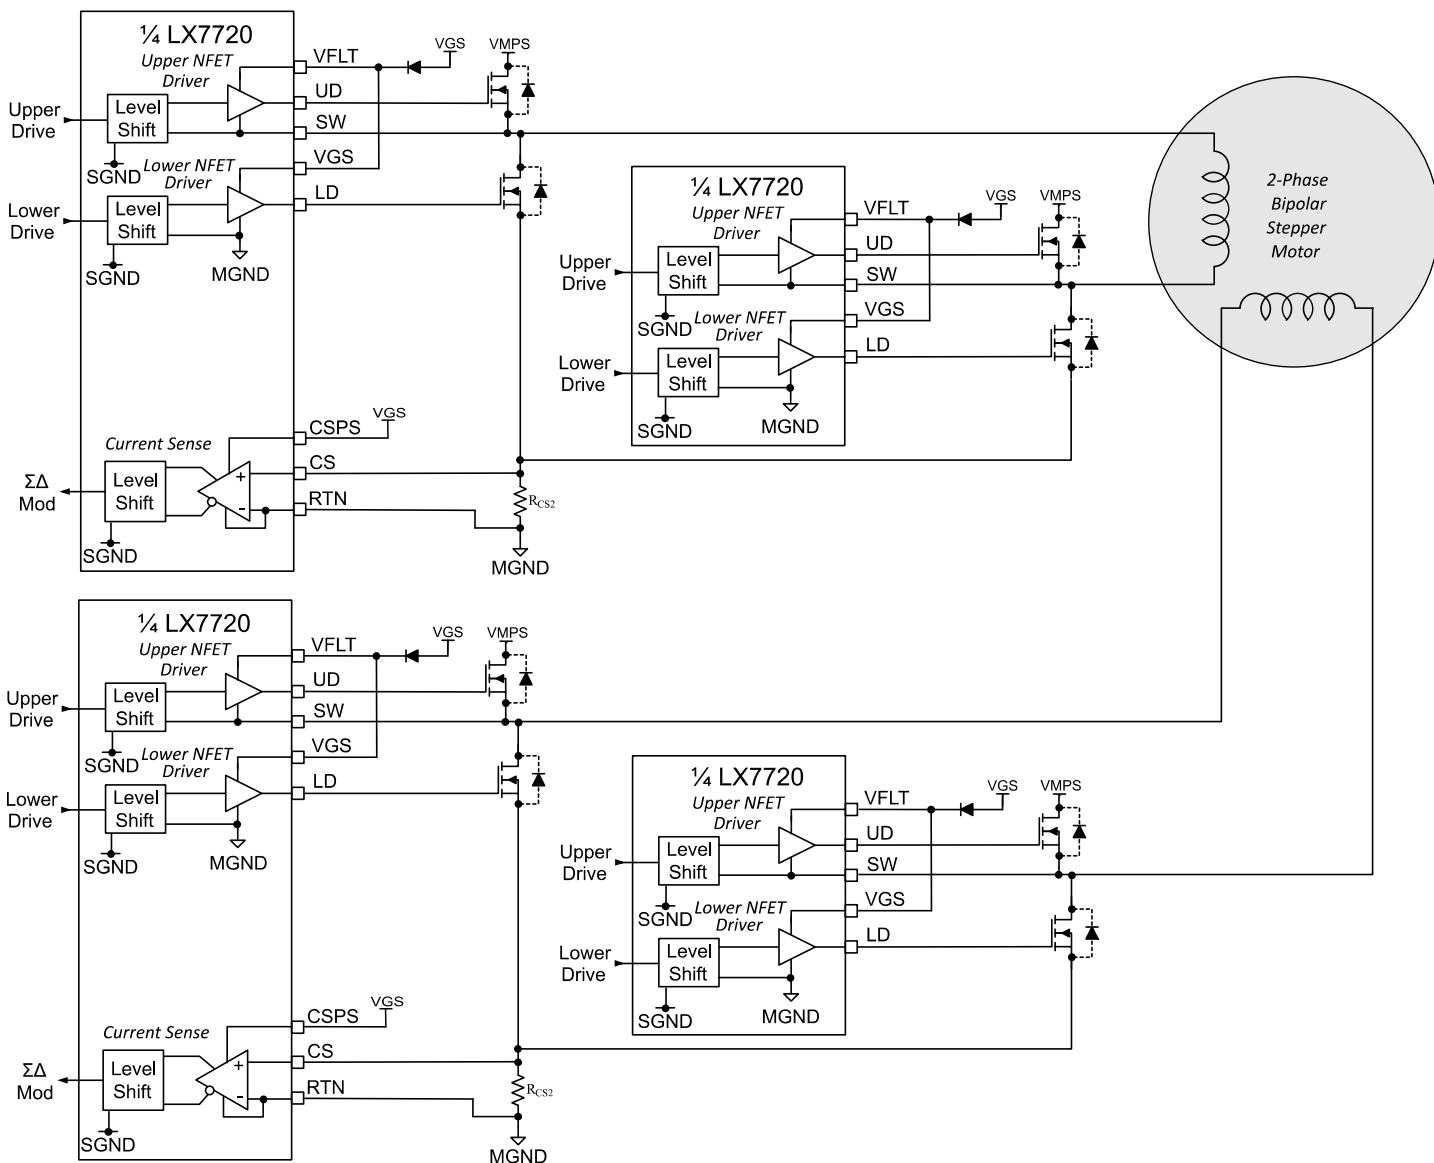 ¼ LX7720
Upper NFET
Driver
VFLT
VGS
VMPS
UD
Upper
Drive
Level
Shift
SW
SGND
Lower NFET
Driver
VGS
LD
Lower
Drive
Level
Shift
SGND
MGND
Current Sense
CSPS
VGS
CS
+
-
RTN
ΣΔ
Mod
Level
Shift
SGND
RCS2
MGND
¼ LX7720
Upper NFET
Driver
VFLT
VGS
VMPS
UD
Upper
Drive
Level
Shift
SW
SGND
Lower NFET
Driver
VGS
LD
Lower
Drive
Level
Shift
SGND
MGND
2-Phase
Bipolar
Stepper
Motor
¼ LX7720
Upper NFET
Driver
VFLT
VGS
VMPS
UD
Upper
Drive
Level
Shift
SW
SGND
Lower NFET
Driver
VGS
LD
Lower
Drive
Level
Shift
SGND
MGND
Current Sense
CSPS
VGS
CS
+
-
RTN
ΣΔ
Mod
Level
Shift
SGND
RCS2
MGND
¼ LX7720
Upper NFET
Driver
VFLT
VGS
VMPS
UD
Upper
Drive
Level
Shift
SW
SGND
Lower NFET
Driver
VGS
LD
Lower
Drive
Level
Shift
SGND
MGND